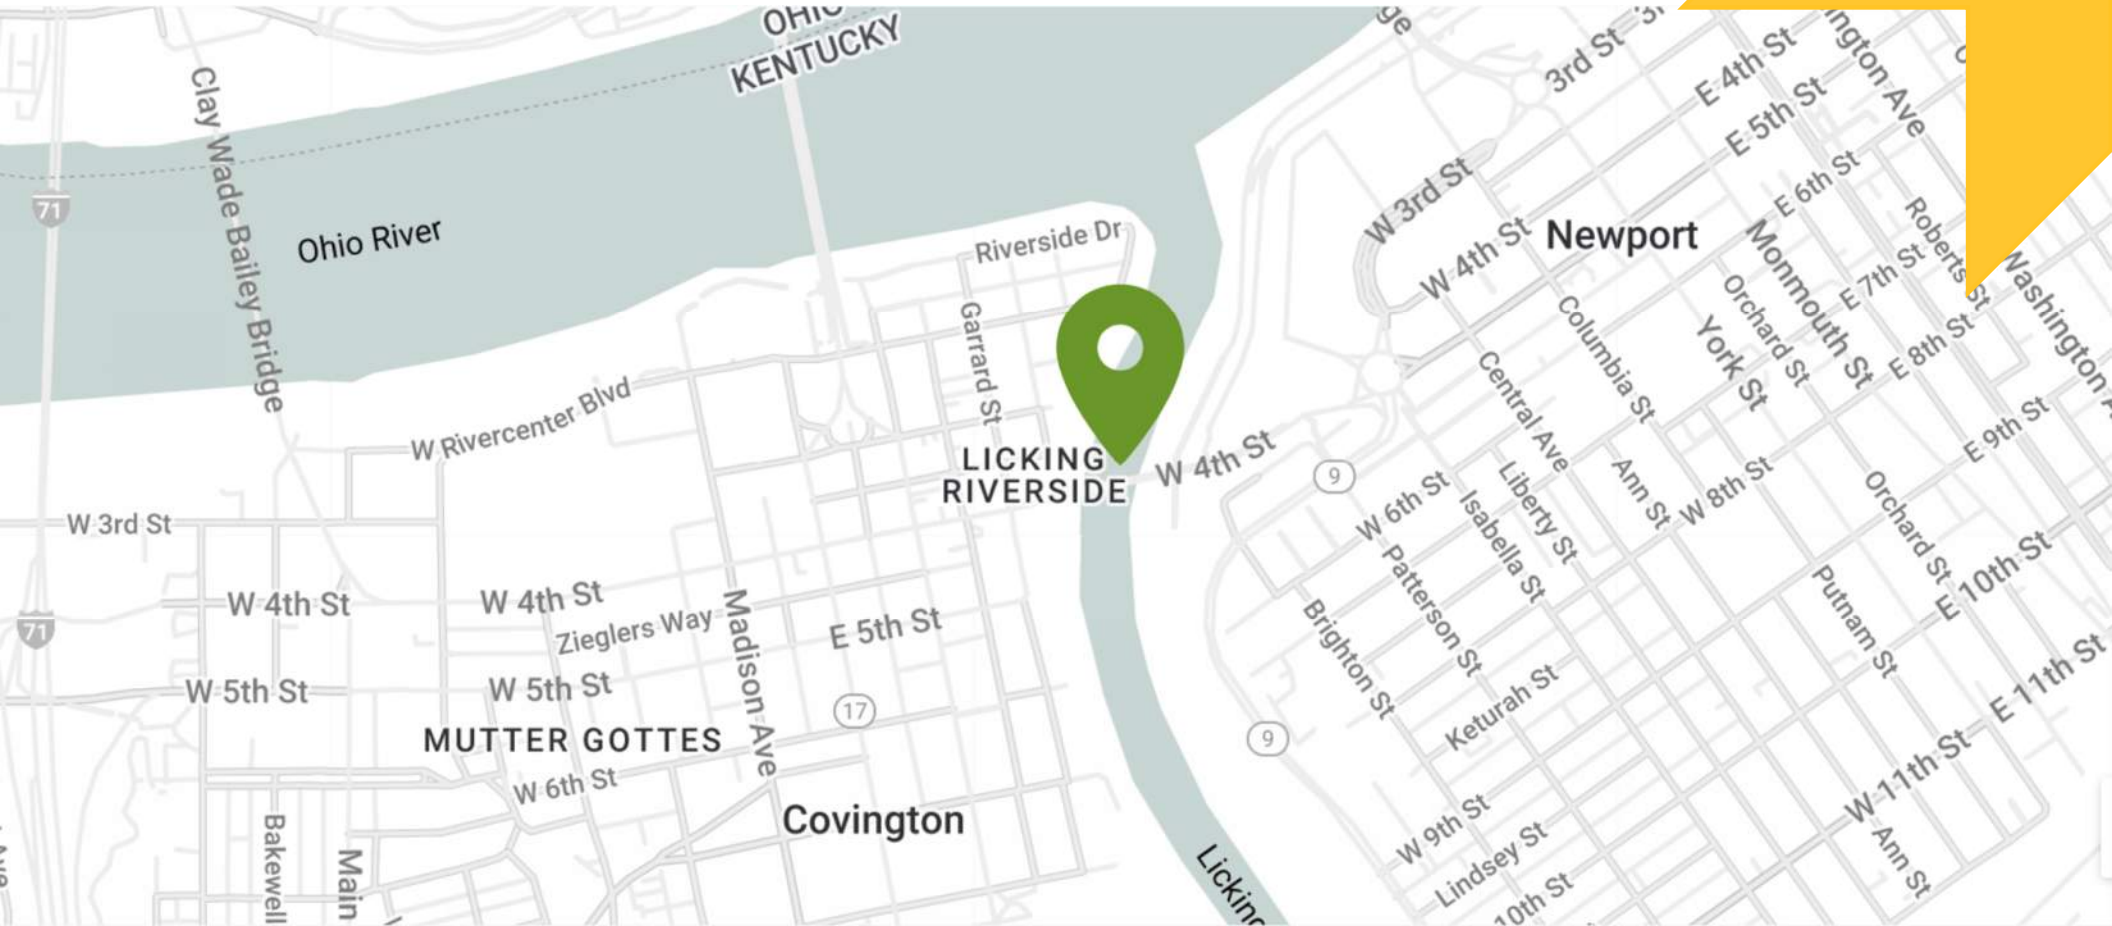 OHIO
KENTUCKY
3rd St
E 4th St
E 5th St
E 6th St
Clay Wade Bailey Bridge
71
Ohio River
Riverside Dr
W 3rd St
W 4th St
Newport
Monmouth St
Roberts St
E 7th St
Washington
Garrard St
Columbia St
Orchard St
York St
E 8th St
W Rivercenter Blvd
Central Ave
E 9th St
LICKING
RIVERSIDE
W 4th St
9
W 6th St
Liberty St
Ann St
W 8th St
Orchard St
W 3rd St
Isabella St
E 10th St
W 4th St
W 4th St
Zieglers Way
Madison Ave
E 5th St
Patterson St
Putnam St
71
Brighton St
E 11th St
W 5th St
W 5th St
17
Keturah St
MUTTER GOTTES
9
W 6th St
W 11th St
Covington
W 9th St
Lindsey St
Ann St
Bakewell
Main
Licking
10th St